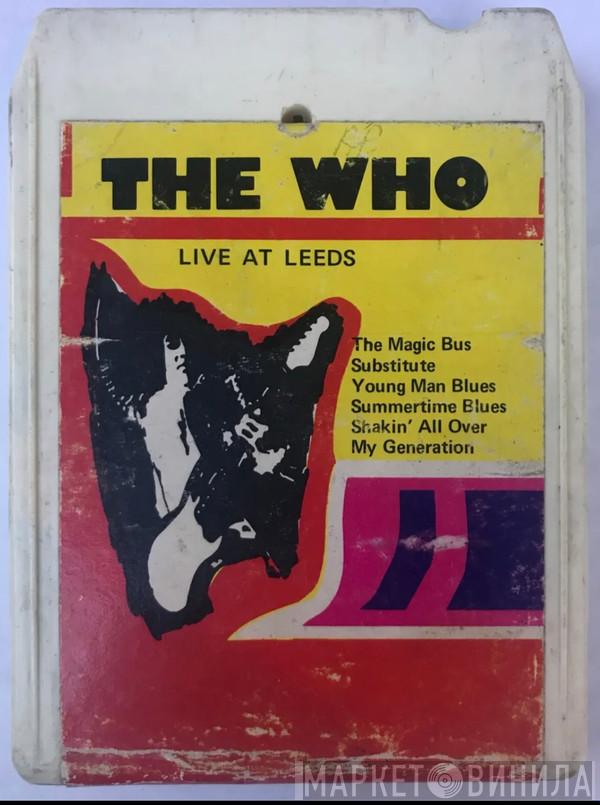 THE WHO
LIVE AT LEEDS
The Magic Bus
Substitute
Young Man Blues
Summertime Blues
Shakin' All Over
My Generation
МАРКЕТ ВИНИЛА